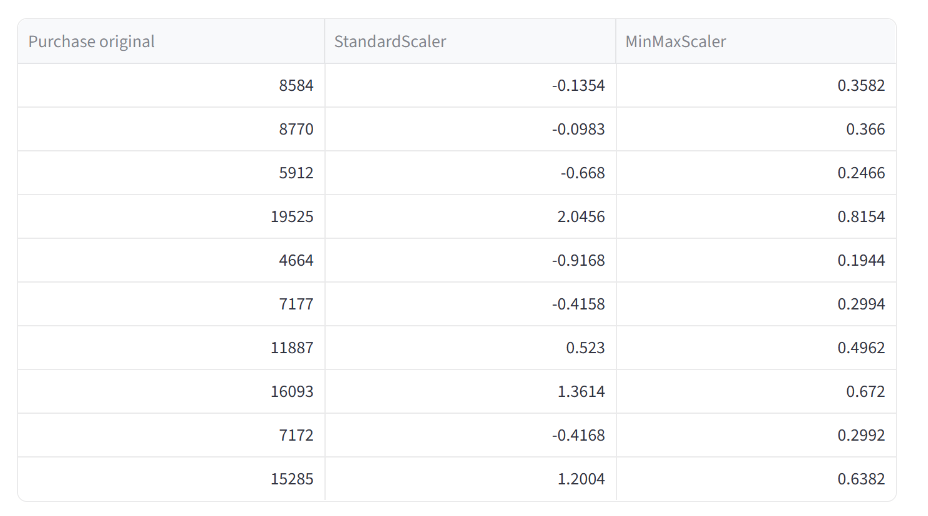 Purchase original StandardScaler MinMaxScaler
8584 -0.1354 0.3582
8770 -0.0983 0.366
5912 -0.668 0.2466
19525 2.0456 0.8154
4664 -0.9168 0.1944
7177 -0.4158 0.2994
11887 0.523 0.4962
16093 1.3614 0.672
7172 -0.4168 0.2992
15285 1.2004 0.6382